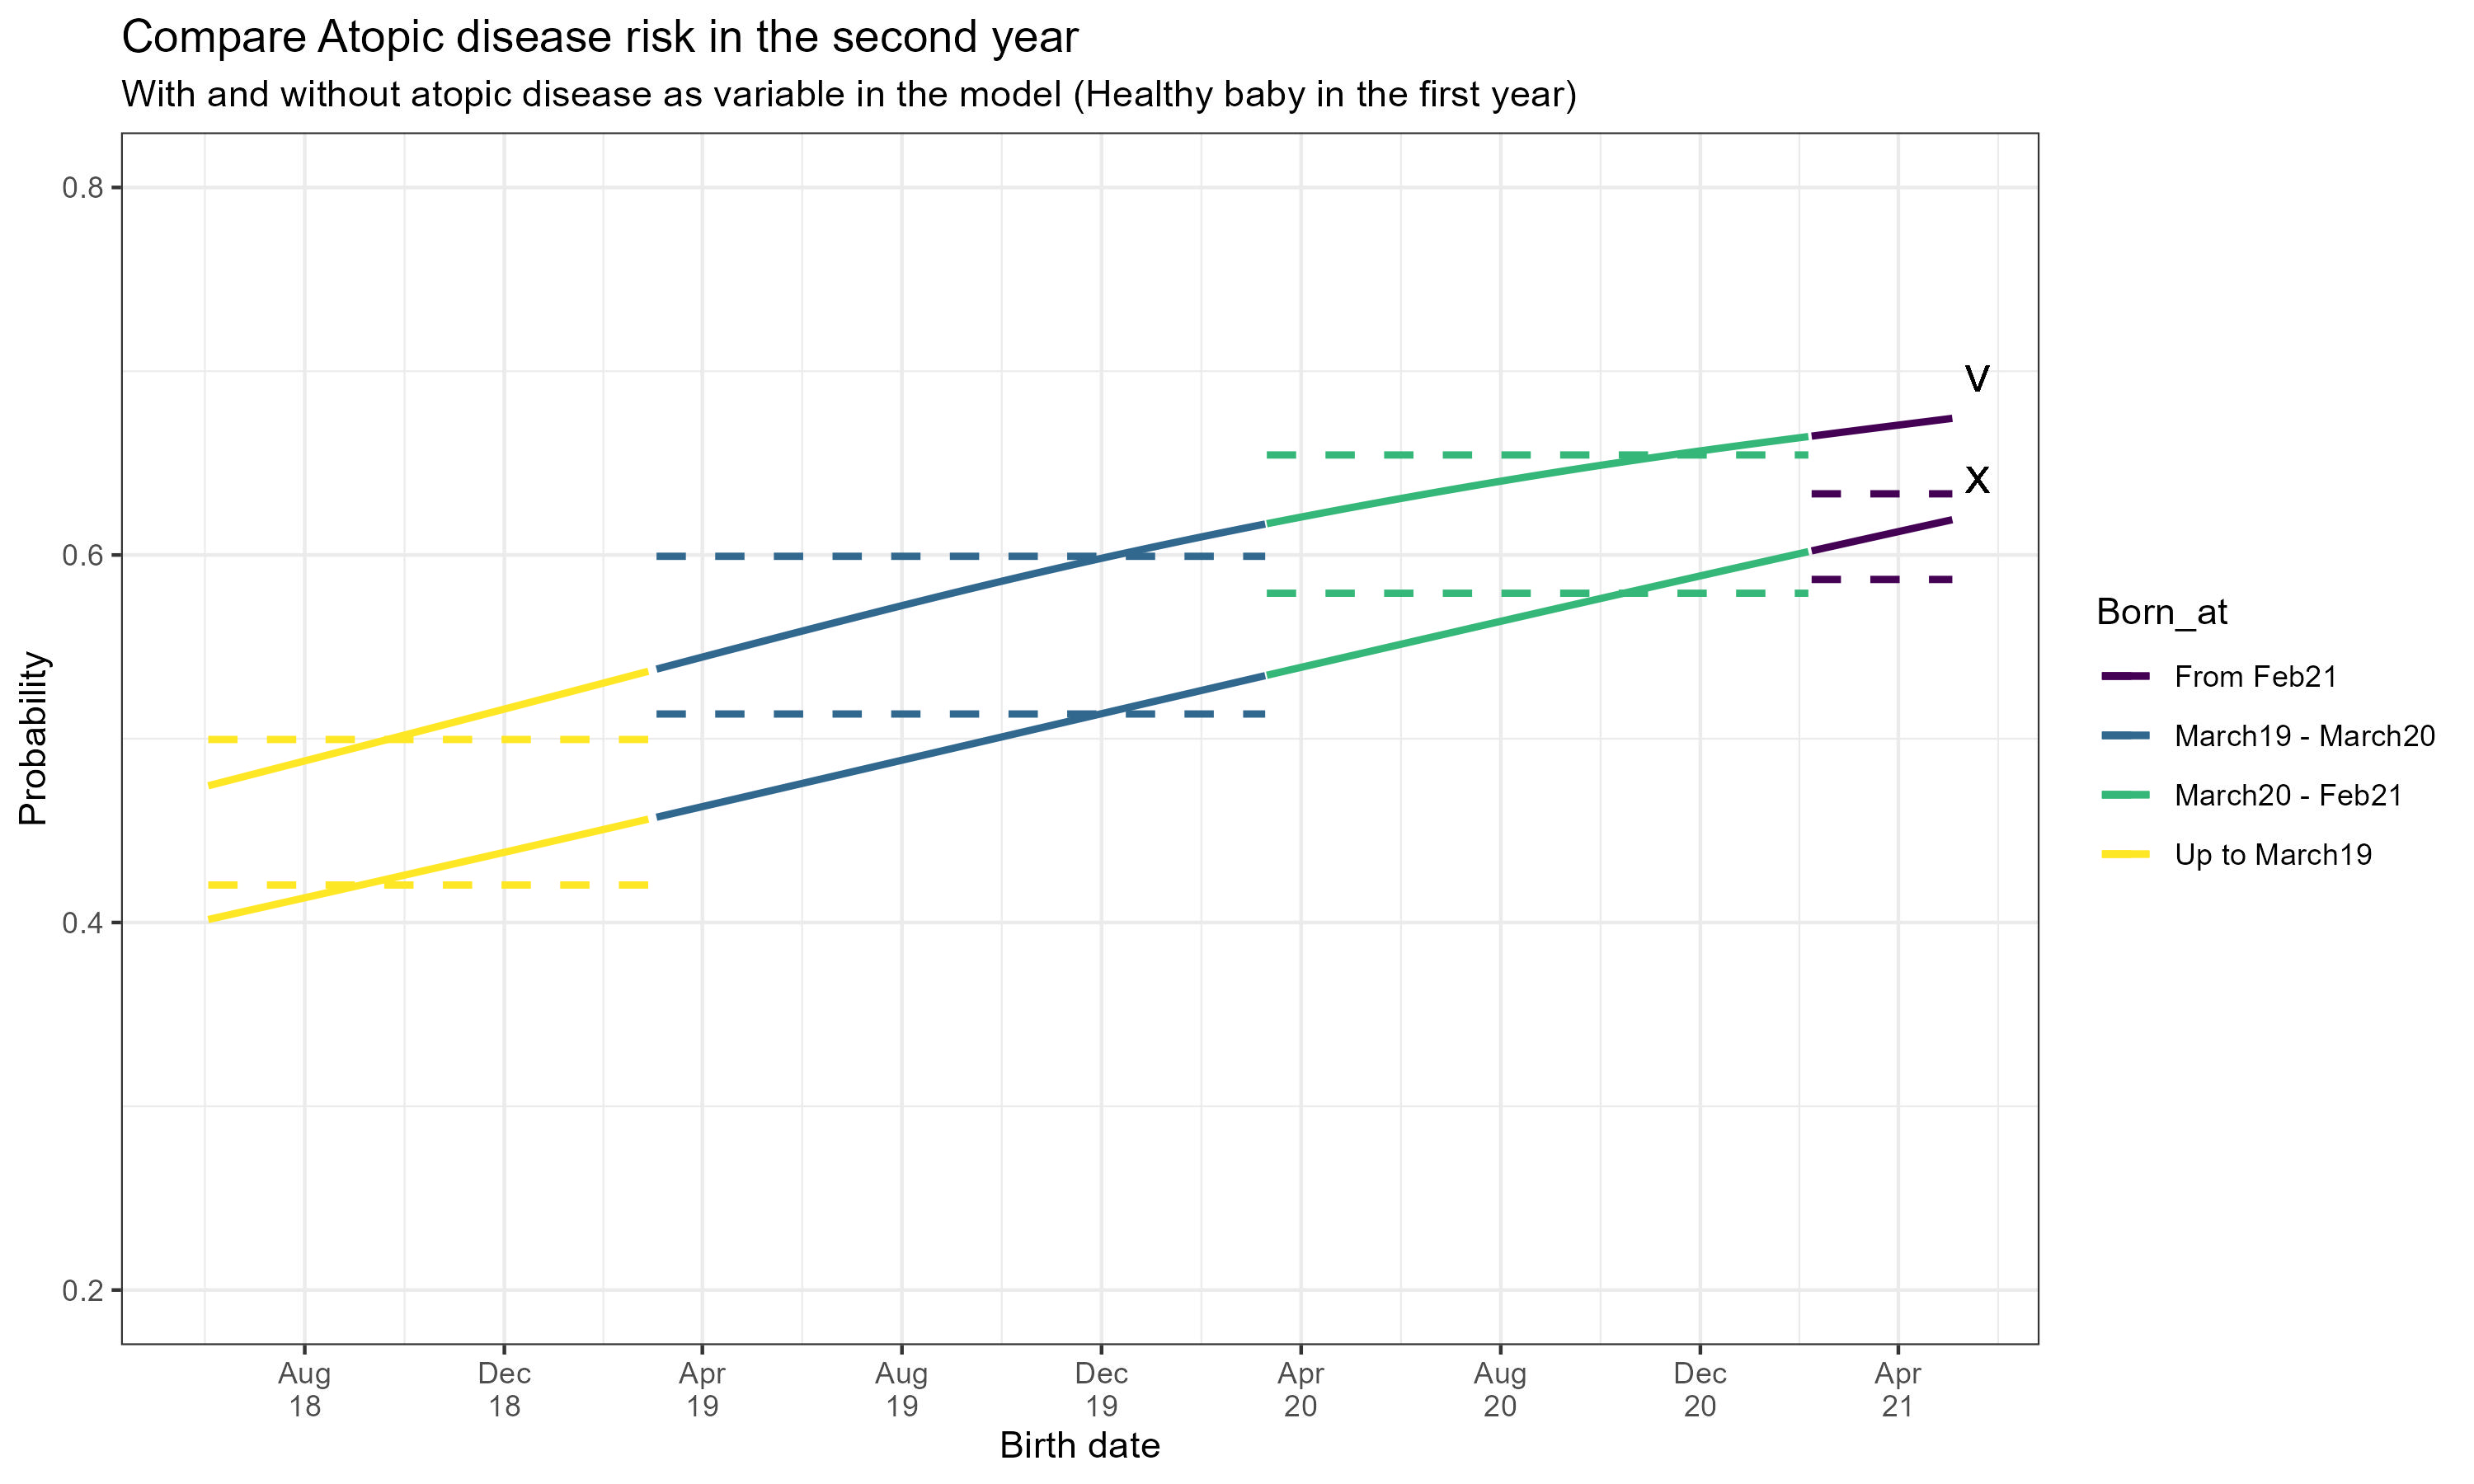 Compare Atopic disease risk in the second year
With and without atopic disease as variable in the model (Healthy baby in the first year)
Probability
0.8
0.6
0.4
0.2
v
x
Aug
18
Dec
18
Apr
19
Aug
19
Dec
19
Apr
20
Aug
20
Dec
20
Apr
21
Birth date
Born_at
From Feb21
March19 - March20
March20 - Feb21
Up to March19